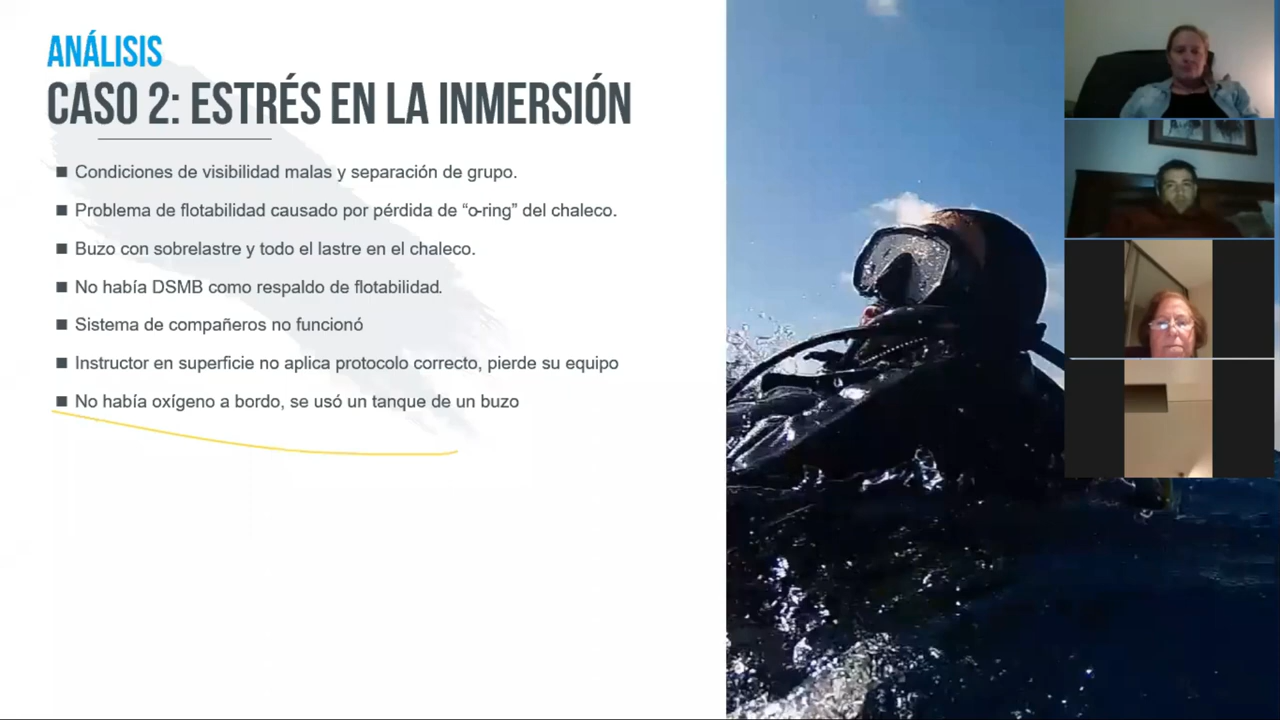 ANÁLISIS
CASO 2: ESTRÉS EN LA INMERSIÓN
Condiciones de visibilidad malas y separación de grupo.
Problema de flotabilidad causado por pérdida de “o-ring” del chaleco.
Buzo con sobrelastre y todo el lastre en el chaleco.
No había DSMB como respaldo de flotabilidad.
Sistema de compañeros no funcionó
Instructor en superficie no aplica protocolo correcto, pierde su equipo
No había oxígeno a bordo, se usó un tanque de un buzo